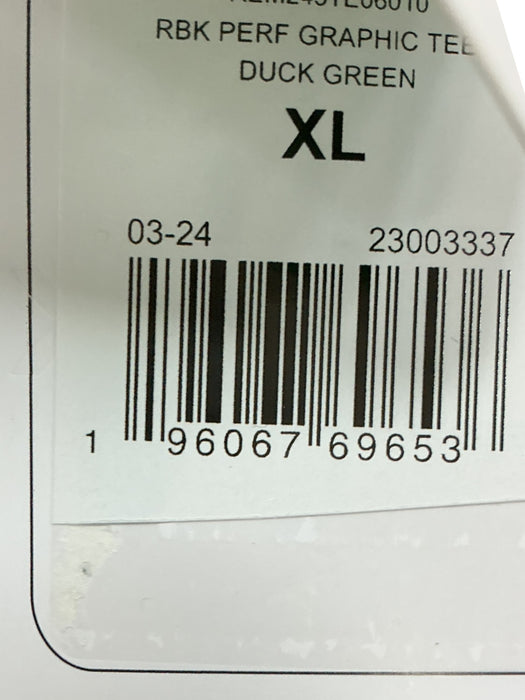 RBK PERF GRAPHIC TEE
DUCK GREEN
XL
03-24 23003337
1 96067 69653